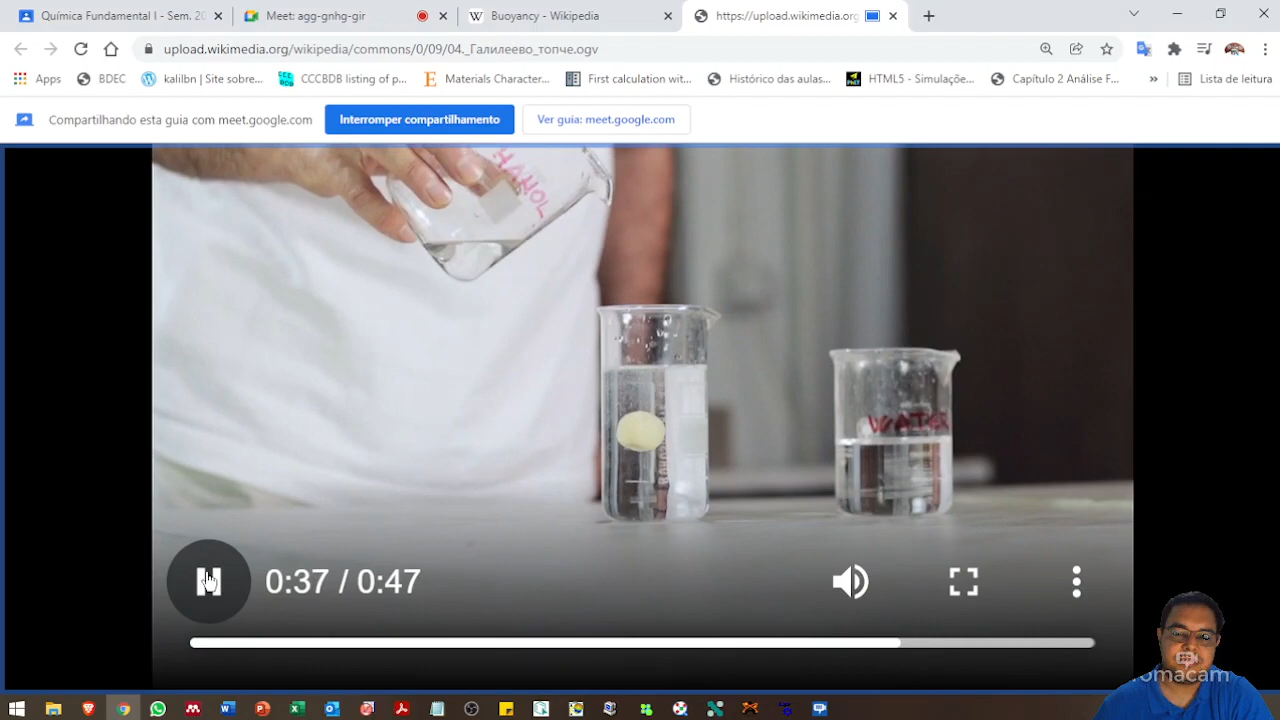 Química Fundamental I - Sem. 20
Meet: agg-gnhg-gir
Buoyancy - Wikipedia
https://upload.wikimedia.org
upload.wikimedia.org/wikipedia/commons/0/09/04._Галилеево_топче.ogv
Apps
BDEC
kalilbn | Site sobre...
CCCBDB listing of p...
Materials Character...
First calculation wit...
Histórico das aulas...
HTML5 - Simulaçõe...
Capítulo 2 Análise F...
»
Lista de leitura
Compartilhando esta guia com meet.google.com
Interromper compartilhamento
Ver guia: meet.google.com
HANOL
WATER
0:37 / 0:47
romacam